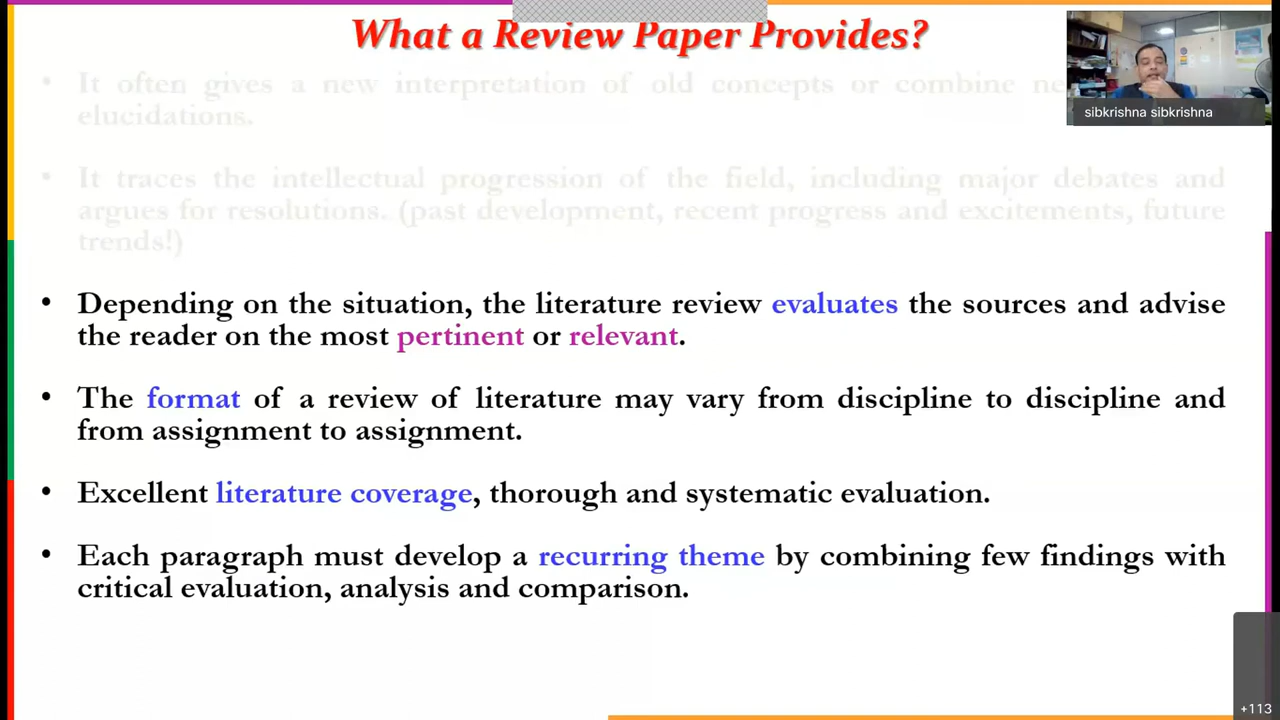 What a Review Paper Provides?
• It often gives a new interpretation of old concepts or combine
elucidations.
• It traces the intellectual progression of the field, including major debates and
argues for resolutions. (past development, recent progress and excitements, future
trends!)
• Depending on the situation, the literature review evaluates the sources and advise
the reader on the most pertinent or relevant.
• The format of a review of literature may vary from discipline to discipline and
from assignment to assignment.
• Excellent literature coverage, thorough and systematic evaluation.
• Each paragraph must develop a recurring theme by combining few findings with
critical evaluation, analysis and comparison.
sibkrishna sibkrishna
+113